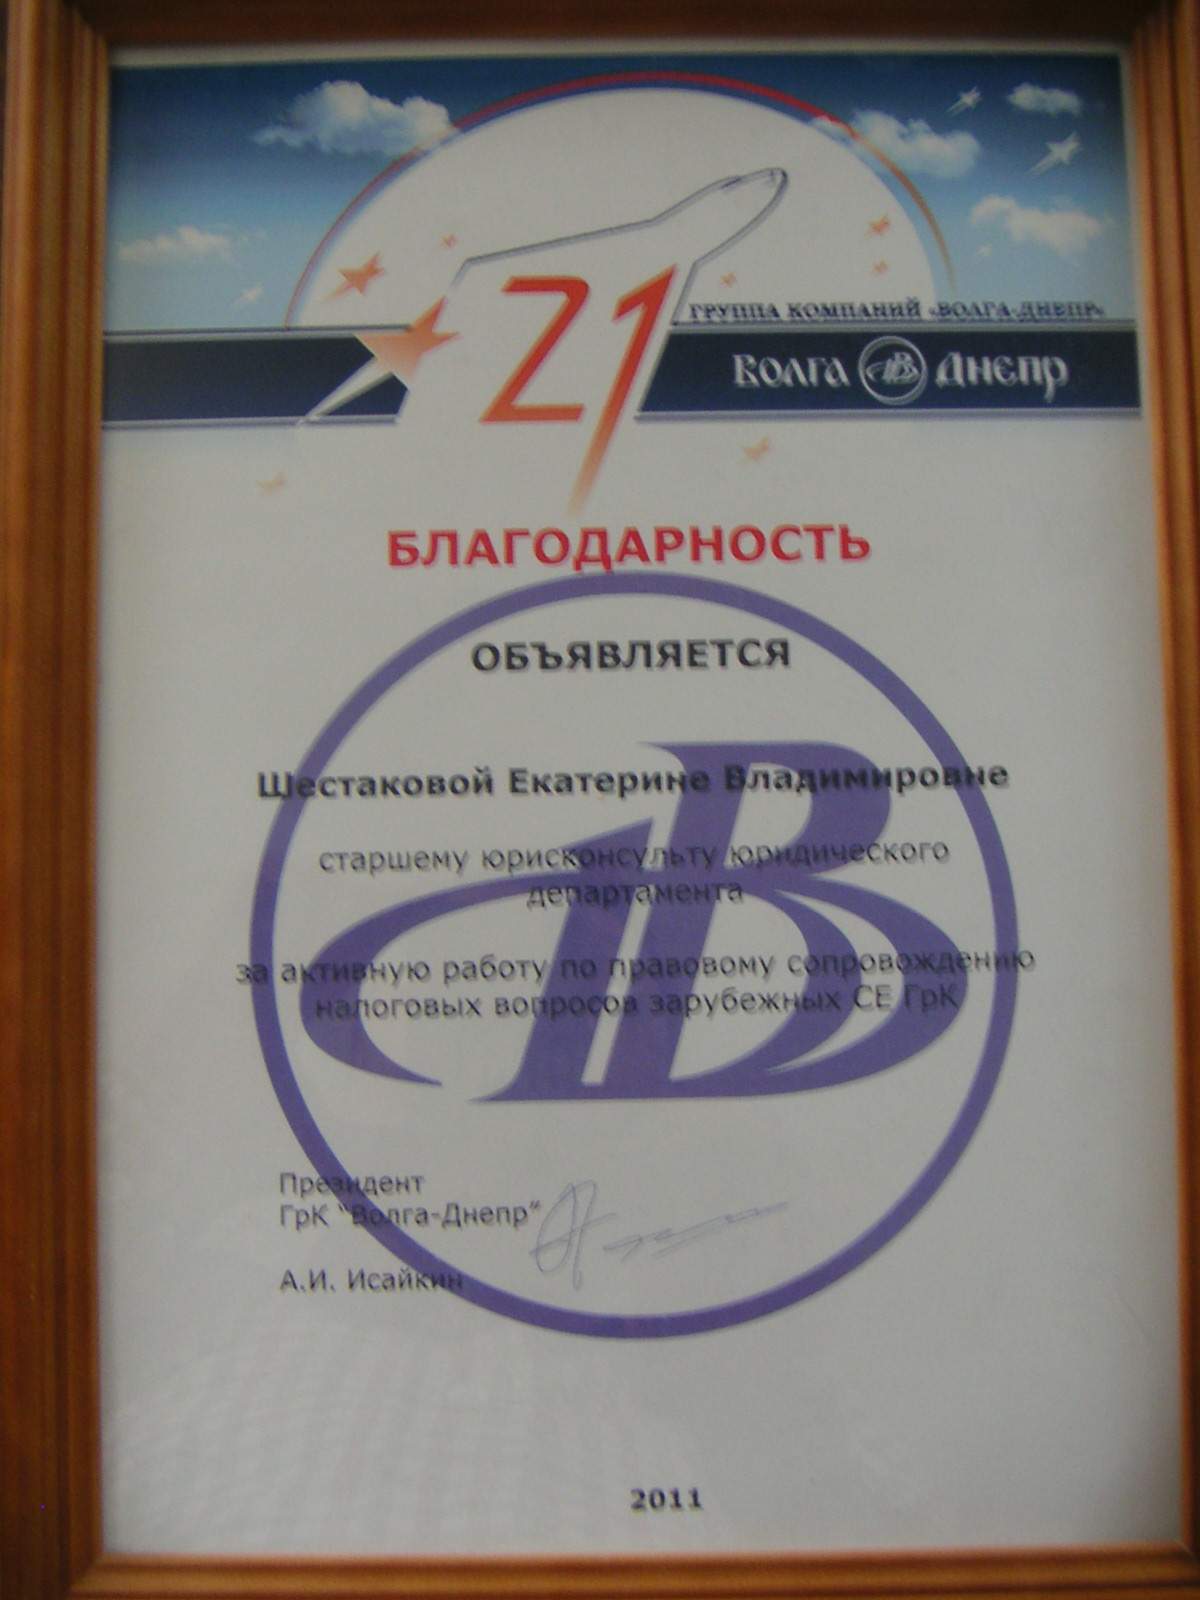 21
ГРУППА КОМПАНИЙ «ВОЛГА-ДНЕПР»
ВОЛГА ДНЕПР
БЛАГОДАРНОСТЬ
ОБЪЯВЛЯЕТСЯ
Шестаковой Екатерине Владимировне
старшему юрисконсульту юридического
департамента
за активную работу по правовому сопровождению
налоговых вопросов зарубежных СЕ ГрК
Президент
ГрК "Волга-Днепр"
А.И. Исайкин
2011